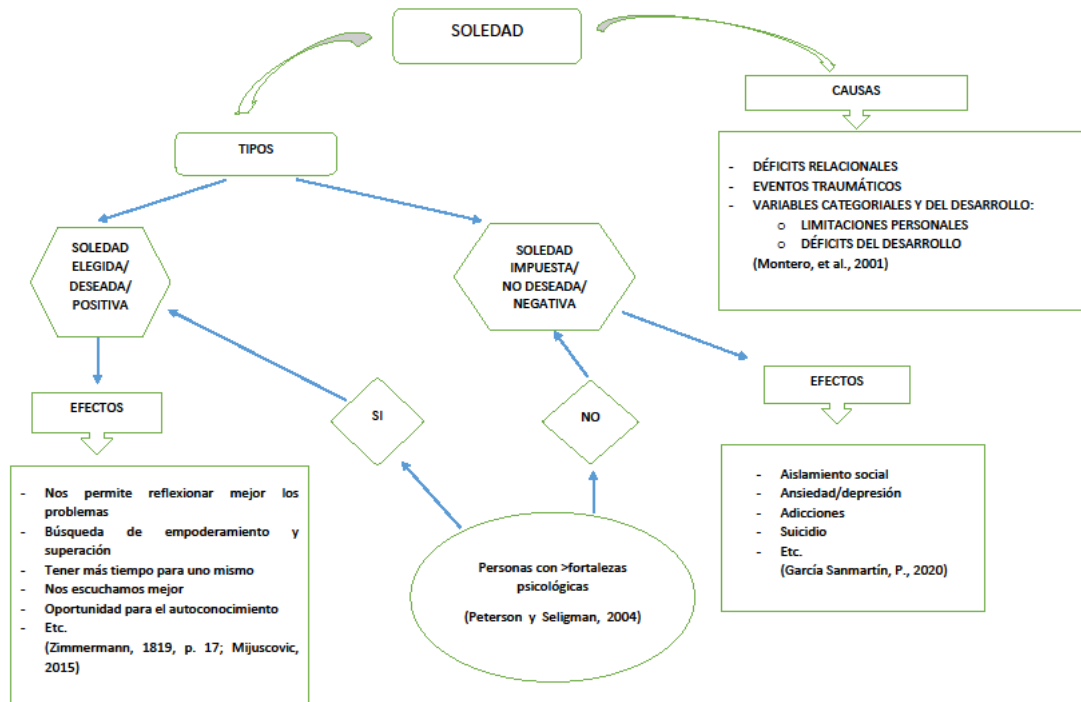 SOLEDAD
CAUSAS
TIPOS
- DÉFICITS RELACIONALES
- EVENTOS TRAUMÁTICOS
- VARIABLES CATEGORIALES Y DEL DESARROLLO:
o LIMITACIONES PERSONALES
o DÉFICITS DEL DESARROLLO
(Montero, et al., 2001)
SOLEDAD
ELEGIDA/
DESEADA/
POSITIVA
SOLEDAD
IMPUESTA/
NO DESEADA/
NEGATIVA
EFECTOS
SI
NO
EFECTOS
- Nos permite reflexionar mejor los
problemas
- Búsqueda de empoderamiento y
superación
- Tener más tiempo para uno mismo
- Nos escuchamos mejor
- Oportunidad para el autoconocimiento
- Etc.
(Zimmermann, 1819, p. 17; Mijuscovic,
2015)
Personas con >fortalezas
psicológicas
(Peterson y Seligman, 2004)
- Aislamiento social
- Ansiedad/depresión
- Adicciones
- Suicidio
- Etc.
(García Sanmartín, P., 2020)